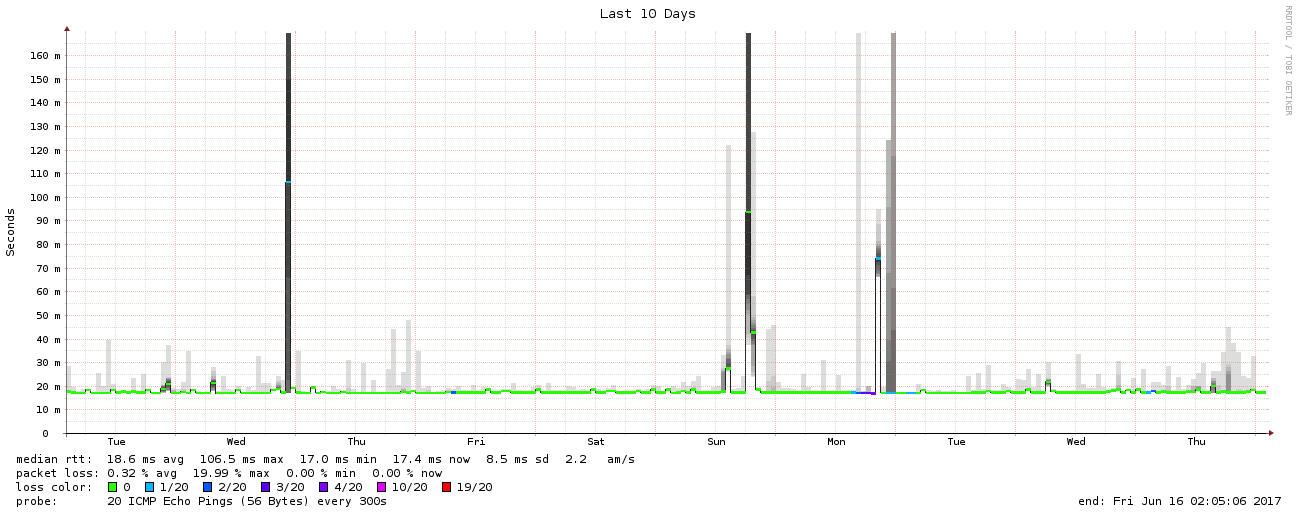 Last 10 Days
RRDTOOL / TOBI OETIKER
Seconds
160 m
150 m
140 m
130 m
120 m
110 m
100 m
90 m
80 m
70 m
60 m
50 m
40 m
30 m
20 m
10 m
0
Tue Wed Thu Fri Sat Sun Mon Tue Wed Thu
median rtt: 18.6 ms avg 106.5 ms max 17.0 ms min 17.4 ms now 8.5 ms sd 2.2 am/s
packet loss: 0.32 % avg 19.99 % max 0.00 % min 0.00 % now
loss color: 0 1/20 2/20 3/20 4/20 10/20 19/20
probe: 20 ICMP Echo Pings (56 Bytes) every 300s end: Fri Jun 16 02:05:06 2017